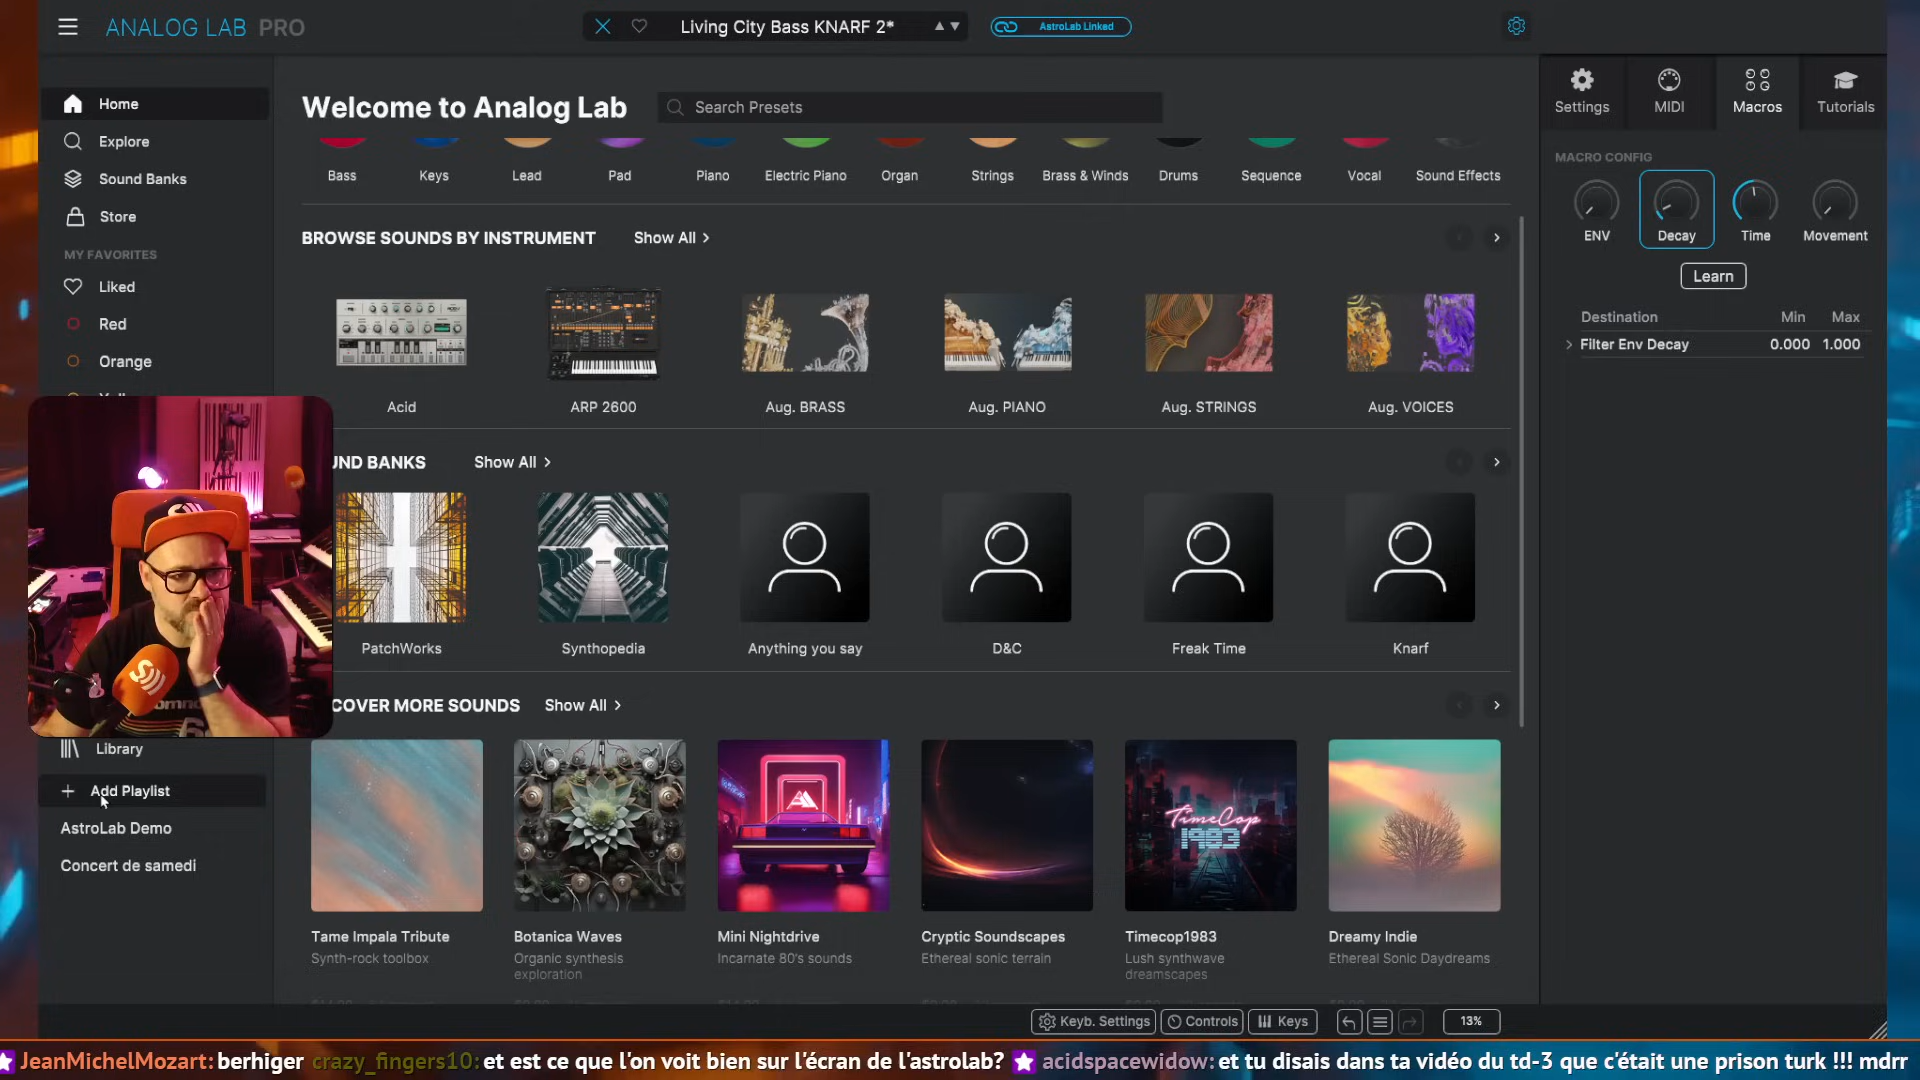 ANALOG LAB PRO
Living City Bass KNARF 2*
AstroLab Linked
Home
Explore
Sound Banks
Store
MY FAVORITES
Liked
Red
Orange
Library
Add Playlist
AstroLab Demo
Concert de samedi
Welcome to Analog Lab
Search Presets
Bass
Keys
Lead
Pad
Piano
Electric Piano
Organ
Strings
Brass & Winds
Drums
Sequence
Vocal
Sound Effects
BROWSE SOUNDS BY INSTRUMENT
Show All
Acid
ARP 2600
Aug. BRASS
Aug. PIANO
Aug. STRINGS
Aug. VOICES
UND BANKS
Show All
PatchWorks
Synthopedia
Anything you say
D&C
Freak Time
Knarf
COVER MORE SOUNDS
Show All
TimeCop
1983
Tame Impala Tribute
Synth-rock toolbox
Botanica Waves
Organic synthesis
exploration
Mini Nightdrive
Incarnate 80's sounds
Cryptic Soundscapes
Ethereal sonic terrain
Timecop1983
Lush synthwave
dreamscapes
Dreamy Indie
Ethereal Sonic Daydreams
Settings
MIDI
Macros
Tutorials
MACRO CONFIG
ENV
Decay
Time
Movement
Learn
Destination Min Max
Filter Env Decay 0.000 1.000
Keyb. Settings
Controls
Keys
13%
JeanMichelMozart: berhiger crazy_fingers10: et est ce que l'on voit bien sur l'écran de l'astrolab? acidspacewidow: et tu disais dans ta vidéo du td-3 que c'était une prison turk !!! mdrr